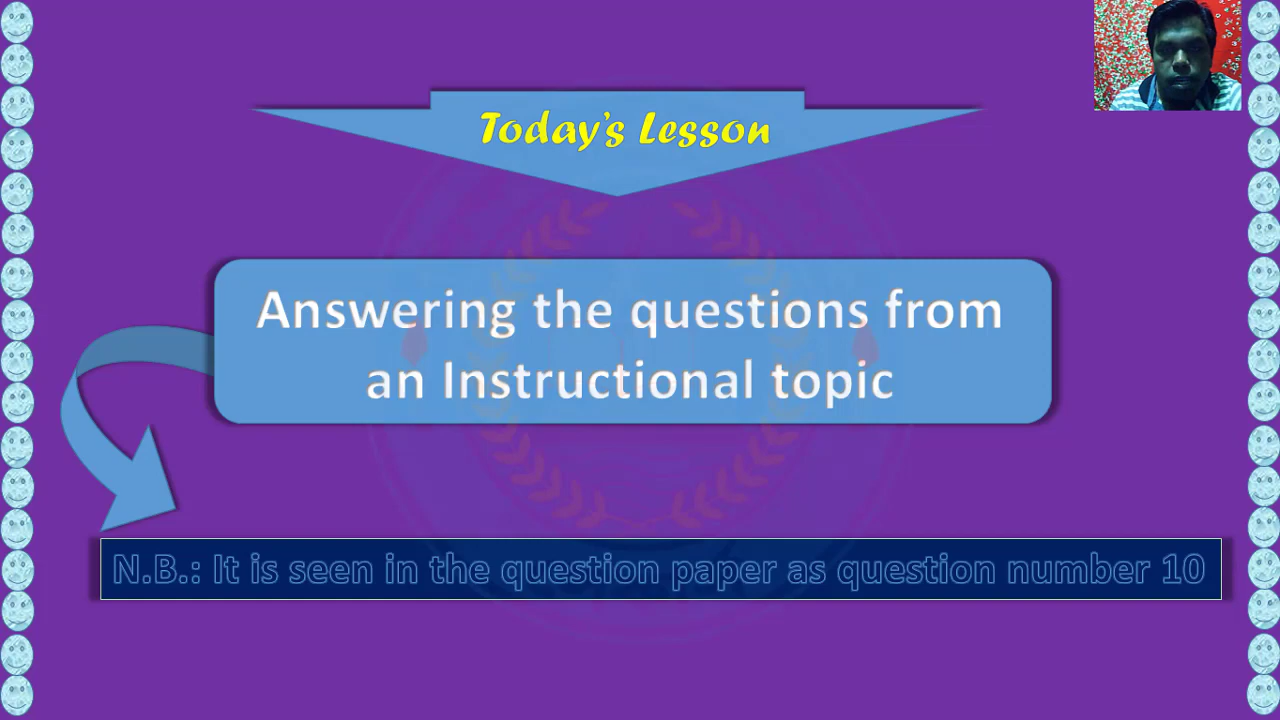 Today's Lesson
Answering the questions from
an Instructional topic
N.B.: It is seen in the question paper as question number 10